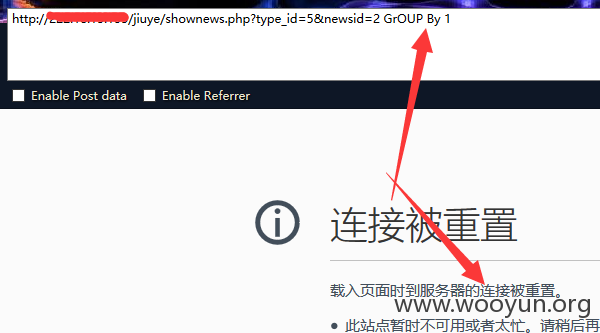 http:///jiuye/shownews.php?type_id=5&newsid=2 GrOUP By 1
Enable Post data Enable Referrer
连接被重置
载入页面时到服务器的连接被重置。
www.wooyun.org
此站点暂时不可用或者太忙。请稍后再